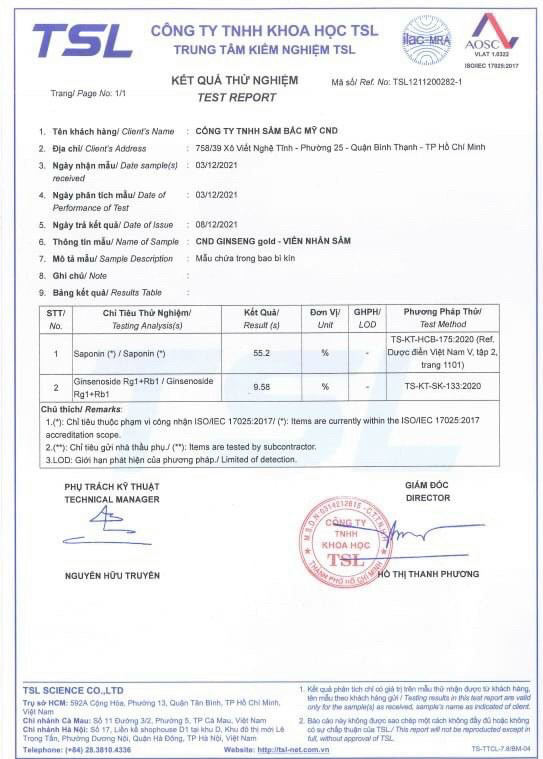 TSL
CÔNG TY TNHH KHOA HỌC TSL
TRUNG TÂM KIỂM NGHIỆM TSL
ilac-MRA
AOSC
VLAT 1.0322
ISO/IEC 17025:2017
Trang/ Page No: 1/1
KẾT QUẢ THỬ NGHIỆM
TEST REPORT
Mã số/ Ref. No: TSL1211200282-1
1. Tên khách hàng/ Client's Name : CÔNG TY TNHH SÂM BẮC MỸ CND
2. Địa chỉ/ Client's Address : 758/39 Xô Viết Nghệ Tĩnh - Phường 25 - Quận Bình Thạnh - TP Hồ Chí Minh
3. Ngày nhận mẫu/ Date sample(s) received : 03/12/2021
4. Ngày phân tích mẫu/ Date of Performance of Test : 03/12/2021
5. Ngày trả kết quả/ Date of Issue : 08/12/2021
6. Thông tin mẫu/ Name of Sample : CND GINSENG gold - VIÊN NHÂN SÂM
7. Mô tả mẫu/ Sample Description : Mẫu chứa trong bao bì kín
8. Ghi chú/ Note :
9. Bảng kết quả/ Results Table :
STT/ No. Chỉ Tiêu Thử Nghiệm/ Testing Analysis(s) Kết Quả/ Result (s) Đơn Vị/ Unit GHPH/ LOD Phương Pháp Thử/ Test Method
1 Saponin (*) / Saponin (*) 55.2 % - TS-KT-HCB-175:2020 (Ref. Dược điển Việt Nam V, tập 2, trang 1101)
2 Ginsenoside Rg1+Rb1 / Ginsenoside Rg1+Rb1 9.58 % - TS-KT-SK-133:2020
Chú thích/ Remarks:
1.(*): Chỉ tiêu thuộc phạm vi công nhận ISO/IEC 17025:2017/ (*): Items are currently within the ISO/IEC 17025:2017
accreditation scope.
2.(**): Chỉ tiêu gửi nhà thầu phụ./ (**): Items are tested by subcontractor.
3.LOD: Giới hạn phát hiện của phương pháp./ Limited of detection.
TSL
PHỤ TRÁCH KỸ THUẬT
TECHNICAL MANAGER
GIÁM ĐỐC
DIRECTOR
M.S.D.N:0314212615-C.T.T.N.H.H
CÔNG TY
TNHH
KHOA HỌC
TSL
THÀNH PHỐ HỒ CHÍ MINH
NGUYỄN HỮU TRUYỀN
HỒ THỊ THANH PHƯƠNG
TSL SCIENCE CO.,LTD
Trụ sở HCM: 592A Cộng Hòa, Phường 13, Quận Tân Bình, TP Hồ Chí Minh,
Việt Nam
Chi nhánh Cà Mau: Số 11 Đường 3/2, Phường 5, TP Cà Mau, Việt Nam
Chi nhánh Hà Nội: Số 17, Liền kề shophouse D1 tại khu D, Khu đô thị mới Lê
Trọng Tấn, Phường Dương Nội, Quận Hà Đông, TP Hà Nội, Việt Nam
Telephone: (+84) 28.3810.4336 Website: http://tsl-net.com.vn
1. Kết quả phân tích chỉ có giá trị trên mẫu thử nhận được từ khách hàng,
tên mẫu theo khách hàng gửi / Testing results in this test report are valid
only for the sample(s) as received, sample's name as indicated of client.
2. Báo cáo này không được sao chép một cách không đầy đủ hoặc không
có sự chấp thuận của TSL./ This report will not be reproduced except in
full, without approval of TSL.
TS-TTCL-7.8/BM-04